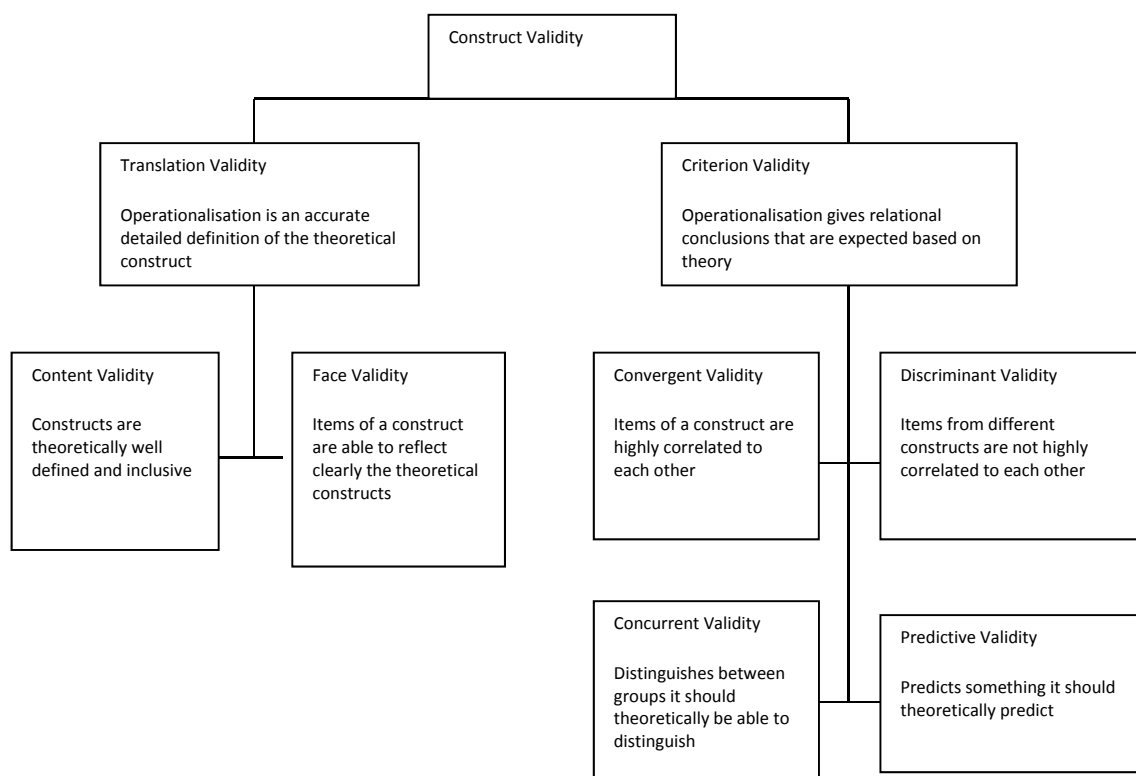 Construct Validity
Translation Validity
Operationalisation is an accurate
detailed definition of the theoretical
construct
Criterion Validity
Operationalisation gives relational
conclusions that are expected based on
theory
Content Validity
Constructs are
theoretically well
defined and inclusive
Face Validity
Items of a construct
are able to reflect
clearly the theoretical
constructs
Convergent Validity
Items of a construct are
highly correlated to
each other
Discriminant Validity
Items from different
constructs are not highly
correlated to each other
Concurrent Validity
Distinguishes between
groups it should
theoretically be able to
distinguish
Predictive Validity
Predicts something it should
theoretically predict